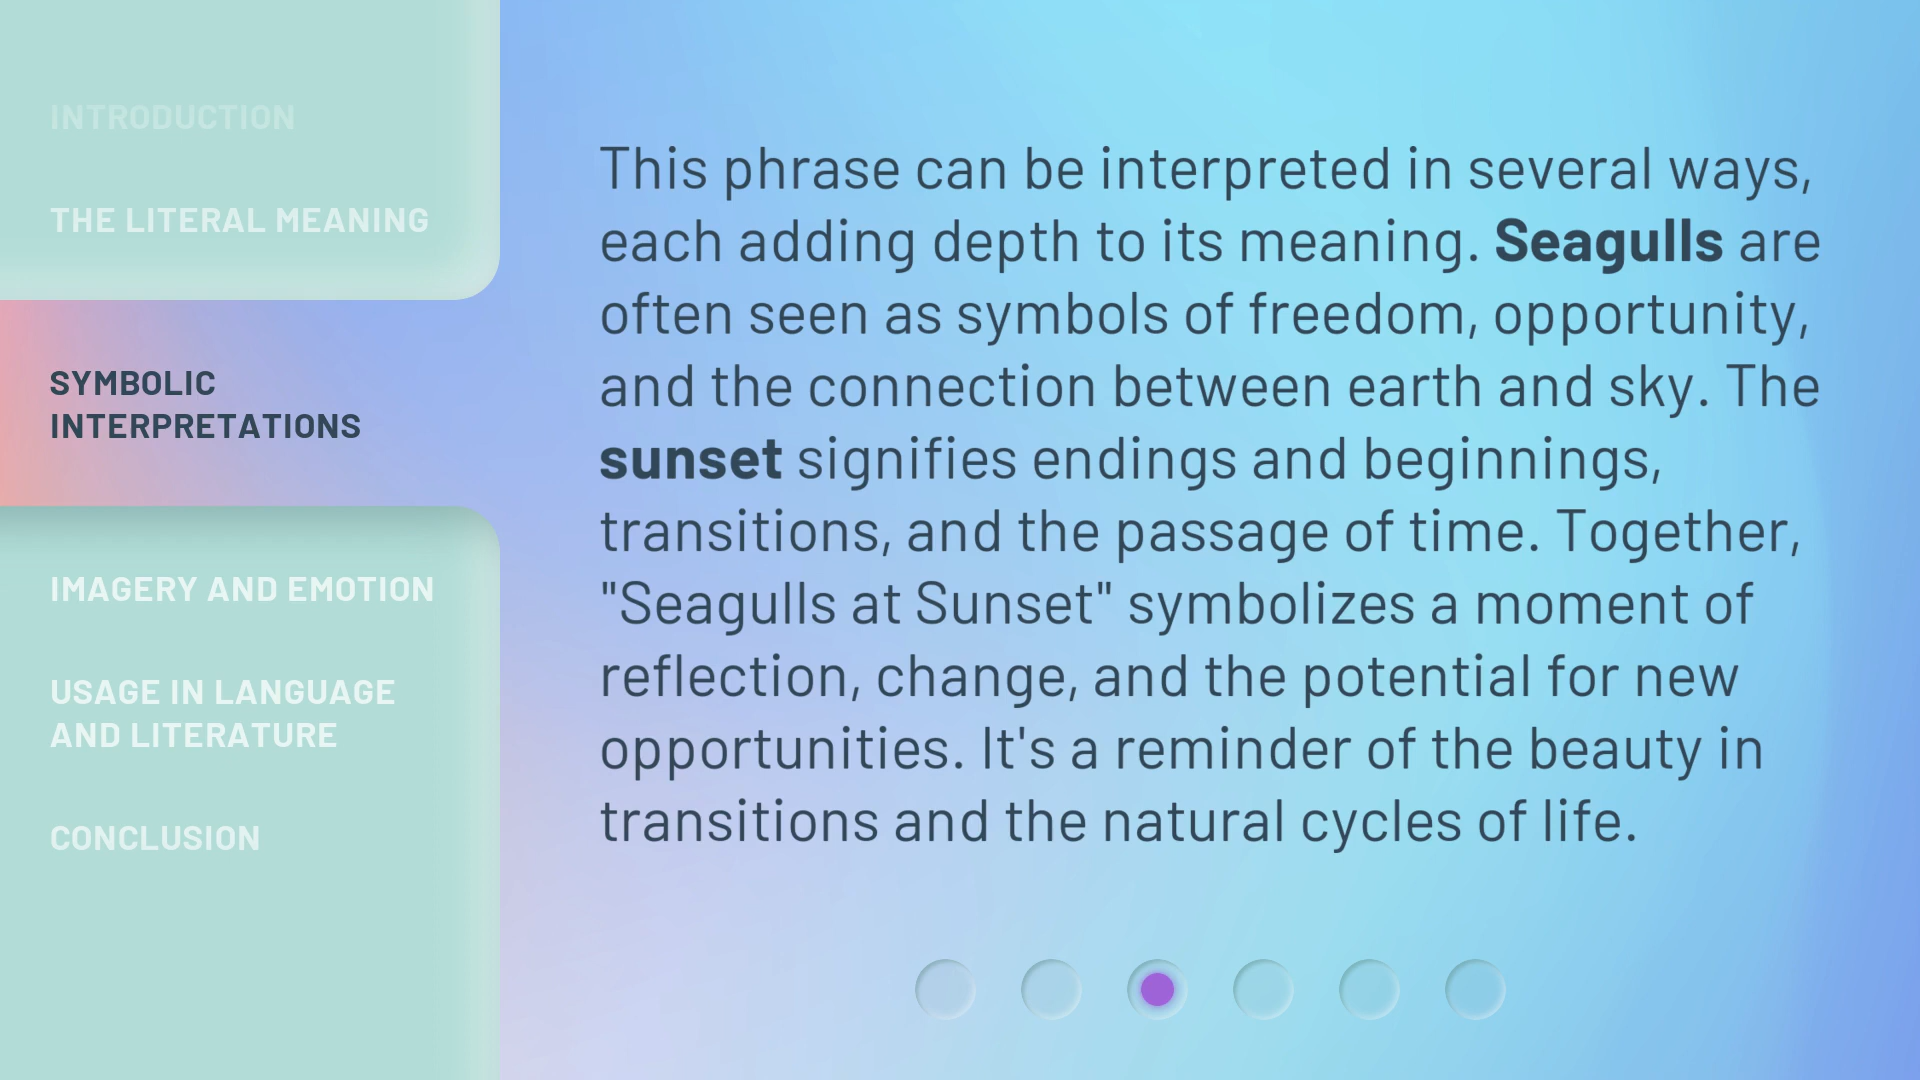 INTRODUCTION
THE LITERAL MEANING
SYMBOLIC
INTERPRETATIONS
IMAGERY AND EMOTION
USAGE IN LANGUAGE
AND LITERATURE
CONCLUSION
This phrase can be interpreted in several ways,
each adding depth to its meaning. Seagulls are
often seen as symbols of freedom, opportunity,
and the connection between earth and sky. The
sunset signifies endings and beginnings,
transitions, and the passage of time. Together,
"Seagulls at Sunset" symbolizes a moment of
reflection, change, and the potential for new
opportunities. It's a reminder of the beauty in
transitions and the natural cycles of life.